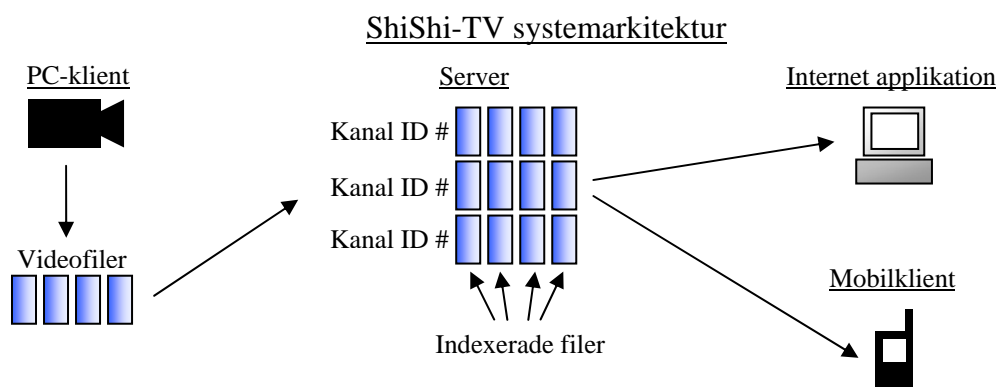 ShiShi-TV systemarkitektur
PC-klient
Server
Internet applikation
Kanal ID #
Kanal ID #
Kanal ID #
Videofiler
Mobilklient
Indexerade filer